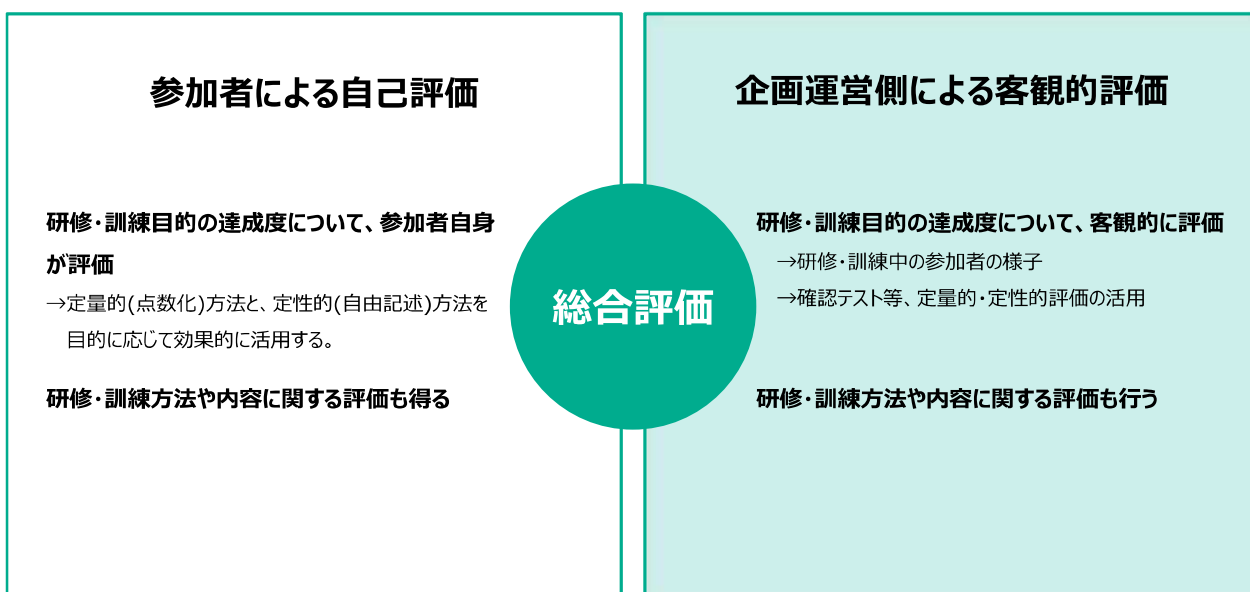 参加者による自己評価
研修・訓練目的の達成度について、参加者自身
が評価
→定量的(点数化)方法と、定性的(自由記述)方法を
目的に応じて効果的に活用する。
研修・訓練方法や内容に関する評価も得る
総合評価
企画運営側による客観的評価
研修・訓練目的の達成度について、客観的に評価
→研修・訓練中の参加者の様子
→確認テスト等、定量的・定性的評価の活用
研修・訓練方法や内容に関する評価も行う